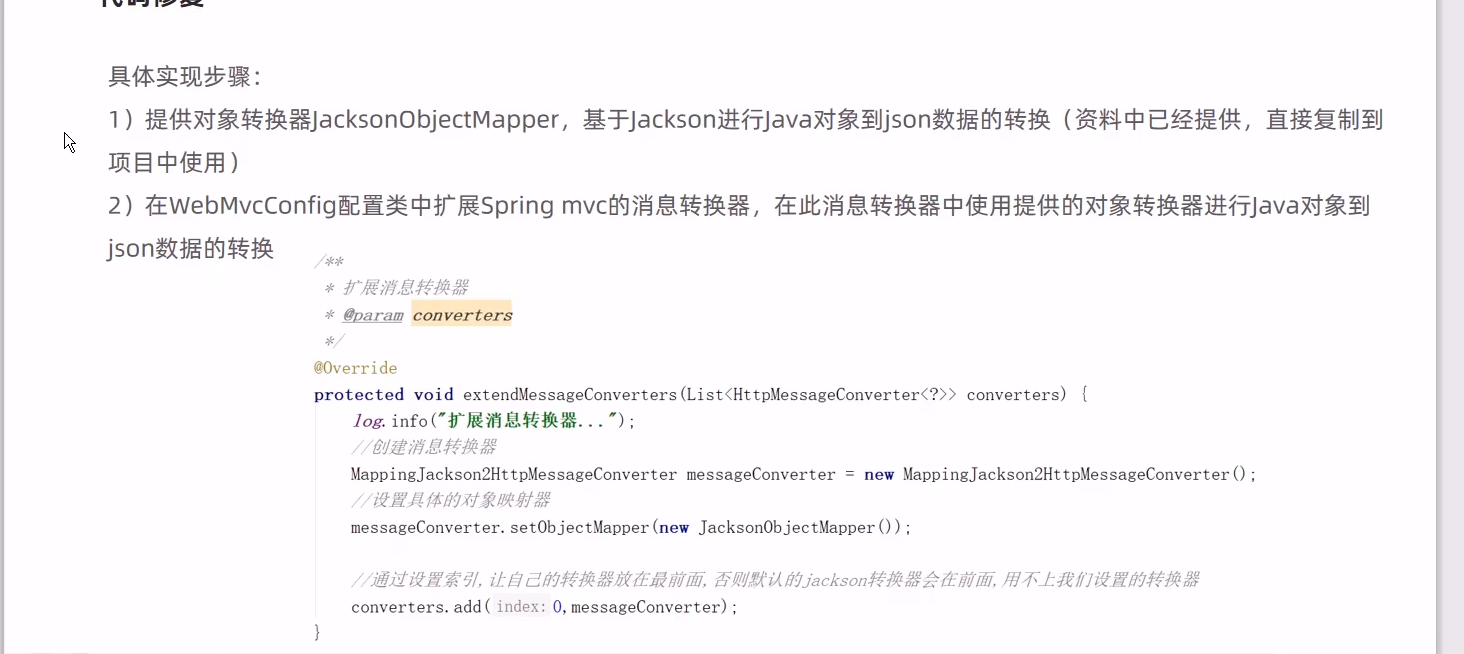 代码修复
具体实现步骤：
1）提供对象转换器JacksonObjectMapper，基于Jackson进行Java对象到json数据的转换（资料中已经提供，直接复制到
项目中使用）
2）在WebMvcConfig配置类中扩展Spring mvc的消息转换器，在此消息转换器中使用提供的对象转换器进行Java对象到
json数据的转换
/**
* 扩展消息转换器
* @param converters
*/
@Override
protected void extendMessageConverters(List<HttpMessageConverter<?>> converters) {
log.info("扩展消息转换器...");
//创建消息转换器
MappingJackson2HttpMessageConverter messageConverter = new MappingJackson2HttpMessageConverter();
//设置具体的对象映射器
messageConverter.setObjectMapper(new JacksonObjectMapper());
//通过设置索引,让自己的转换器放在最前面,否则默认的jackson转换器会在前面,用不上我们设置的转换器
converters.add( index: 0,messageConverter);
}